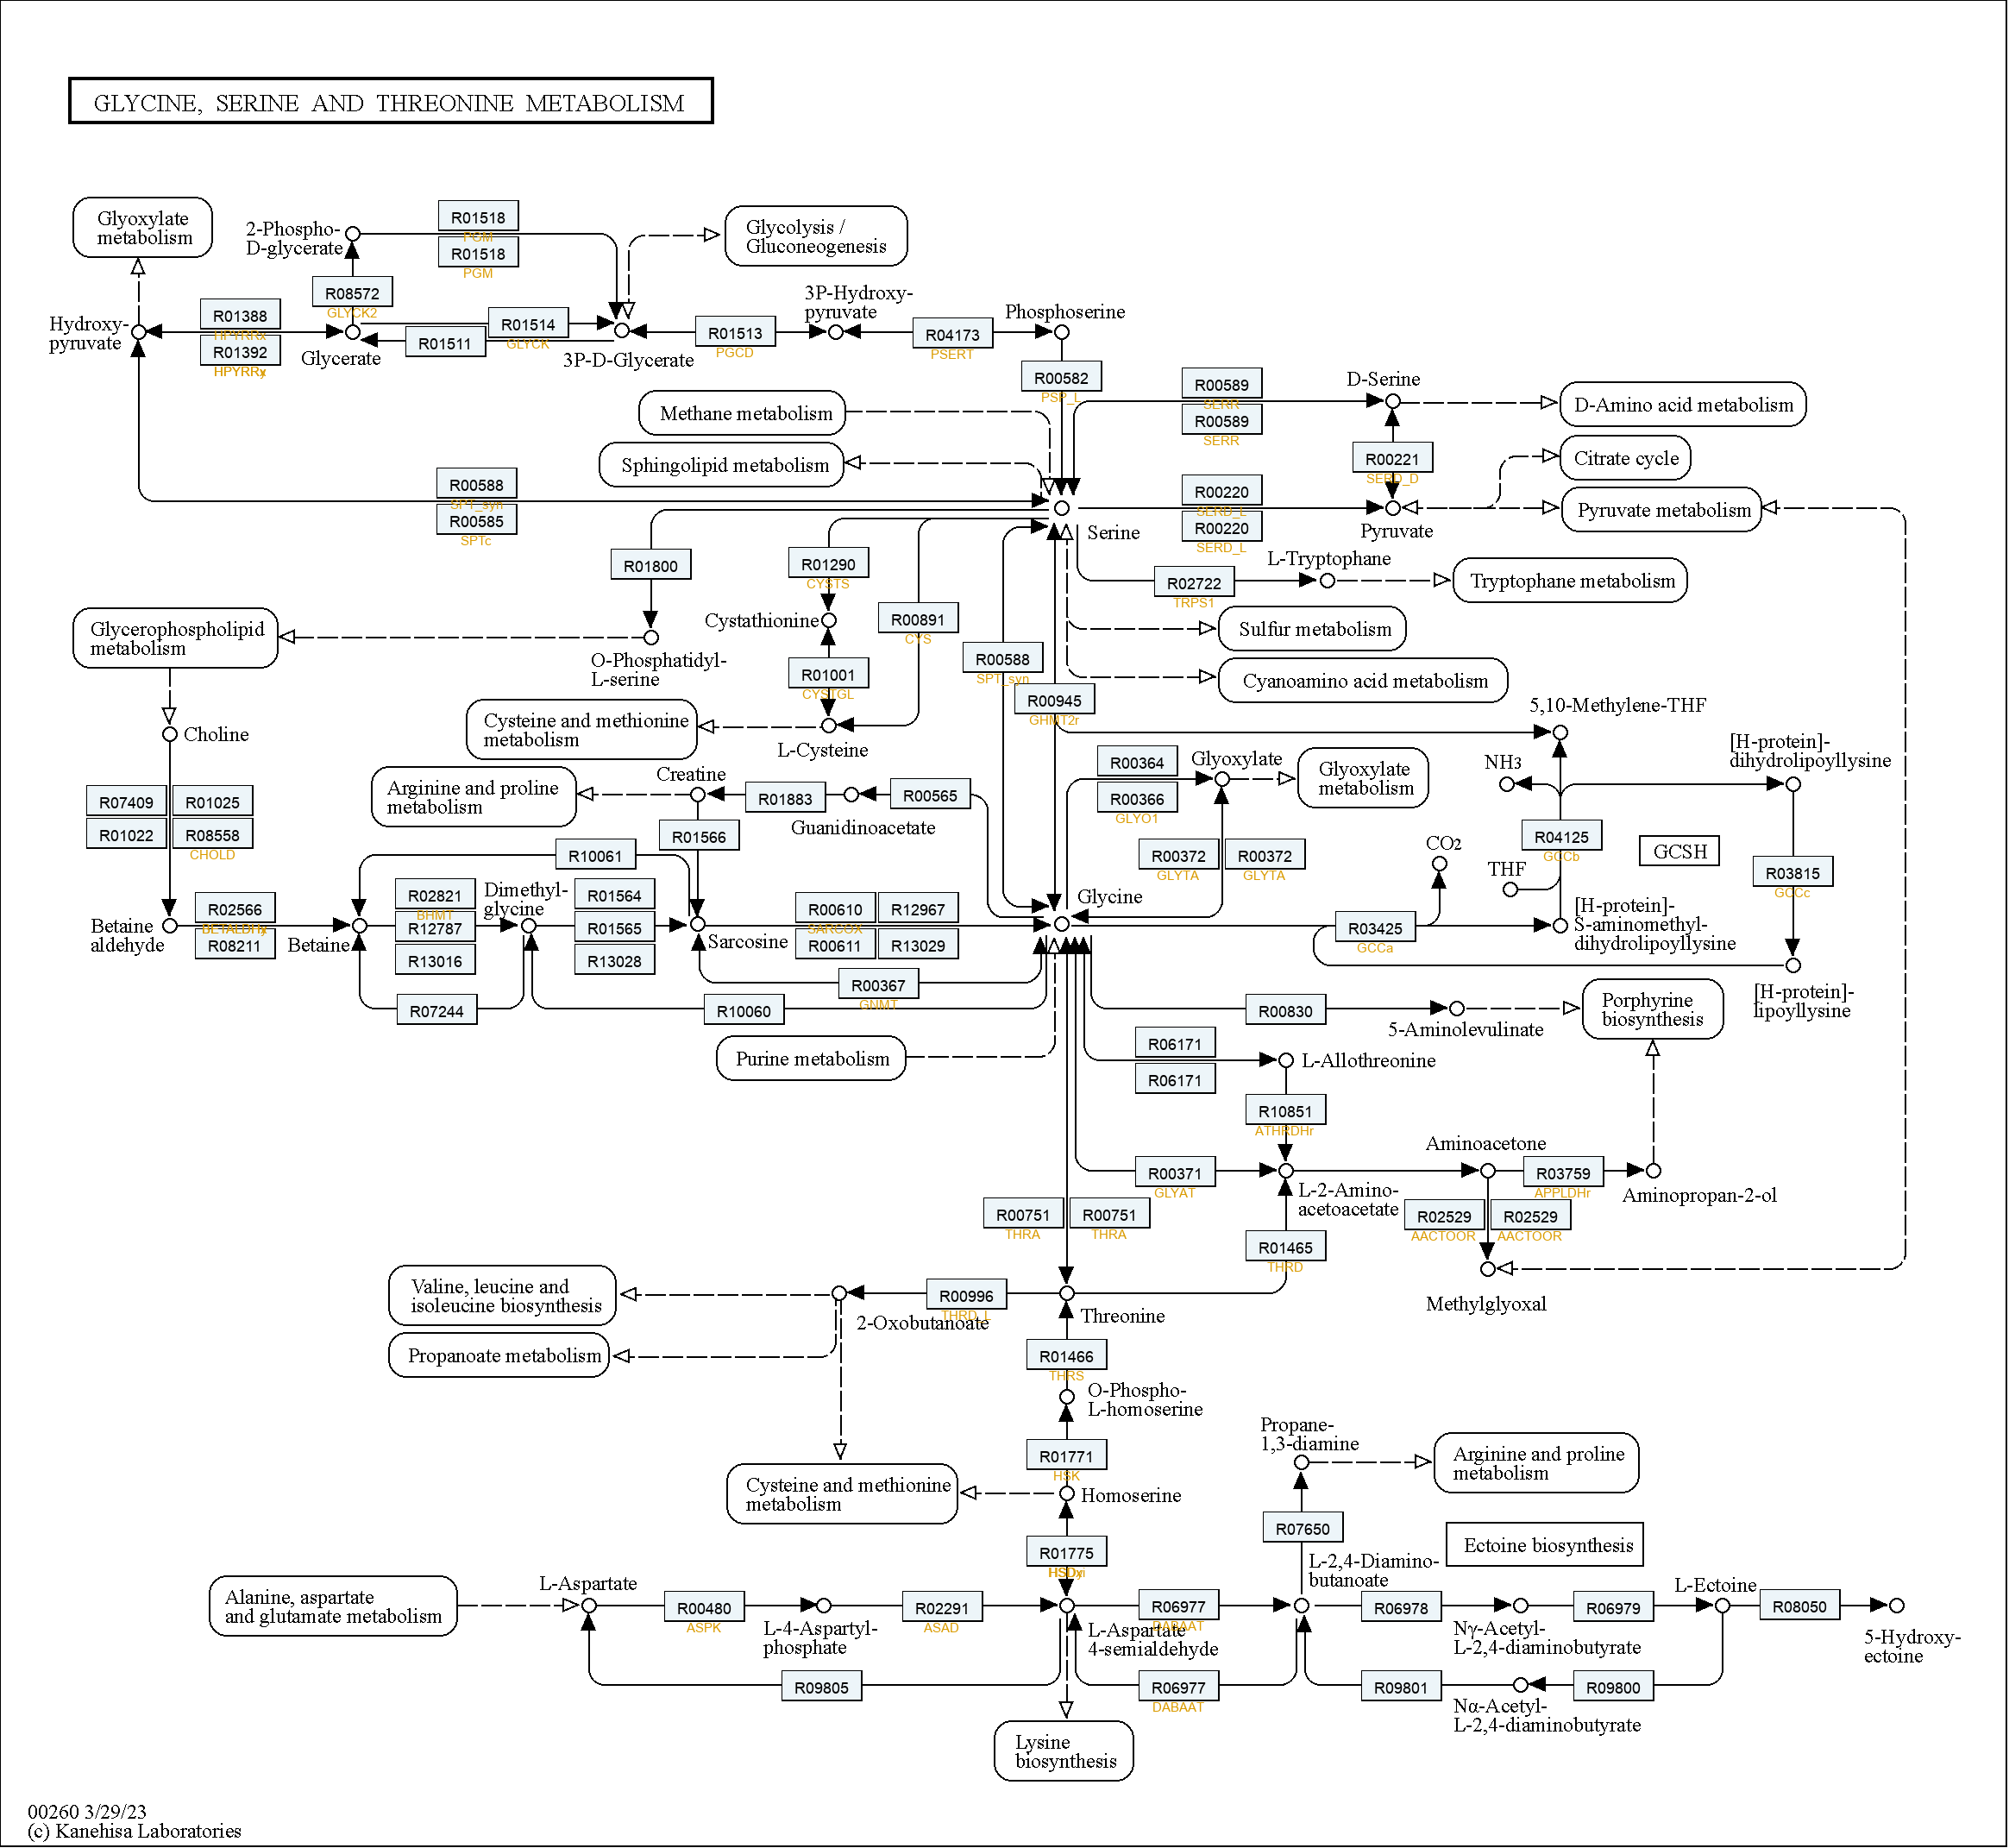 GLYCINE, SERINE AND THREONINE METABOLISM
Glyoxylate
metabolism
2-Phospho-
D-glycerate
R01518
PGM
R01518
PGM
Glycolysis /
Gluconeogenesis
R08572
GLYCK2
Hydroxy-
pyruvate
R01388
HPYRRx
R01392
HPYRRy
Glycerate
R01514
GLYCK
R01511
3P-D-Glycerate
R01513
PGCD
3P-Hydroxy-
pyruvate
R04173
PSERT
Phosphoserine
R00582
PSP_L
R00589
SERR
R00589
SERR
D-Serine
D-Amino acid metabolism
Methane metabolism
Sphingolipid metabolism
R00221
SERD_D
Citrate cycle
R00588
SPT_syn
R00585
SPTc
Serine
R00220
SERD_L
R00220
SERD_L
Pyruvate
Pyruvate metabolism
R01800
R01290
CYSTS
R00891
CYS
R02722
TRPS1
L-Tryptophane
Tryptophane metabolism
Glycerophospholipid
metabolism
O-Phosphatidyl-
L-serine
Cystathionine
R01001
CYSTGL
R00588
SPT_syn
R00945
GHMT2r
Sulfur metabolism
Cyanoamino acid metabolism
Choline
Cysteine and methionine
metabolism
L-Cysteine
5,10-Methylene-THF
[H-protein]-
dihydrolipoyllysine
Arginine and proline
metabolism
Creatine
R01883
Guanidinoacetate
R00565
R00364
R00366
GLYO1
Glyoxylate
Glyoxylate
metabolism
NH3
R07409
R01025
R01022
R08558
CHOLD
R01566
R10061
R00372
GLYTA
R00372
GLYTA
CO2
R04125
GCCb
GCSH
THF
R03815
GCCc
Betaine
aldehyde
R02566
BETALDHy
R08211
Betaine
R02821
BHMT
R12787
R13016
R07244
Dimethyl-
glycine
R01564
R01565
R13028
Sarcosine
R00610
SARCOX
R12967
R00611
R13029
Glycine
R03425
GCCa
[H-protein]-
S-aminomethyl-
dihydrolipoyllysine
R00367
GNMT
R10060
[H-protein]-
lipoyllysine
Purine metabolism
R00830
5-Aminolevulinate
Porphyrine
biosynthesis
R06171
R06171
L-Allothreonine
R10851
ATHRDHr
R00371
GLYAT
L-2-Amino-
acetoacetate
Aminoacetone
R03759
APPLDHr
Aminopropan-2-ol
R02529
AACTOOR
R02529
AACTOOR
R00751
THRA
R00751
THRA
R01465
THRD
Methylglyoxal
Valine, leucine and
isoleucine biosynthesis
2-Oxobutanoate
R00996
THRD_L
Threonine
Propanoate metabolism
R01466
THRS
O-Phospho-
L-homoserine
R01771
HSK
Cysteine and methionine
metabolism
Homoserine
R01775
Propane-
1,3-diamine
Arginine and proline
metabolism
R07650
Ectoine biosynthesis
Alanine, aspartate
and glutamate metabolism
L-Aspartate
R00480
ASPK
L-4-Aspartyl-
phosphate
R02291
ASAD
L-Aspartate
4-semialdehyde
R06977
DABAAT
L-2,4-Diamino-
butanoate
R06978
Nγ-Acetyl-
L-2,4-diaminobutyrate
R06979
L-Ectoine
R08050
5-Hydroxy-
ectoine
R09805
R06977
DABAAT
R09801
Nα-Acetyl-
L-2,4-diaminobutyrate
R09800
Lysine
biosynthesis
00260 3/29/23
(c) Kanehisa Laboratories